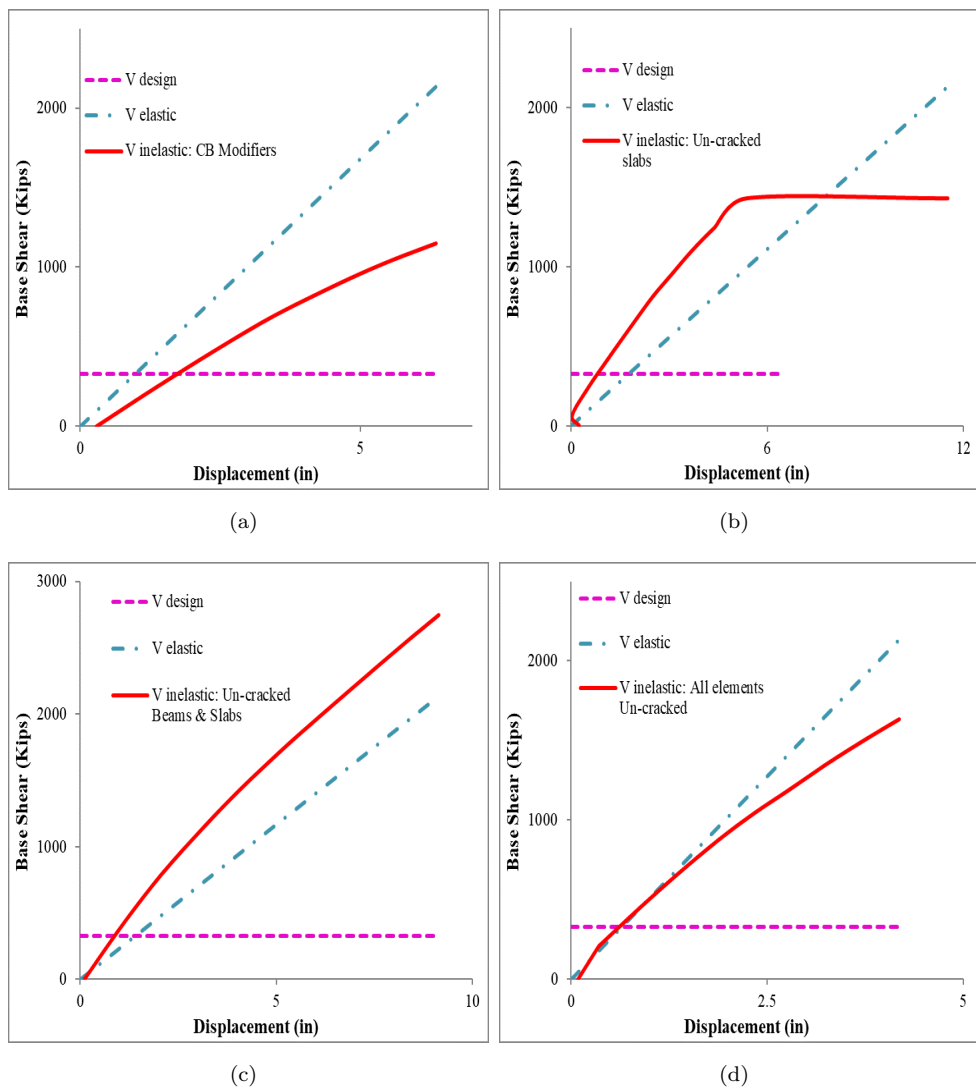 V design
V elastic
V inelastic: CB Modifiers
2000
1000
0
0
5
Base Shear (Kips)
Displacement (in)
(a)
V design
V elastic
V inelastic: Un-cracked
slabs
2000
1000
0
0
6
12
Base Shear (Kips)
Displacement (in)
(b)
3000
V design
V elastic
V inelastic: Un-cracked
Beams & Slabs
2000
1000
0
0
5
10
Base Shear (Kips)
Displacement (in)
(c)
V design
V elastic
V inelastic: All elements
Un-cracked
2000
1000
0
0
2.5
5
Base Shear (Kips)
Displacement (in)
(d)